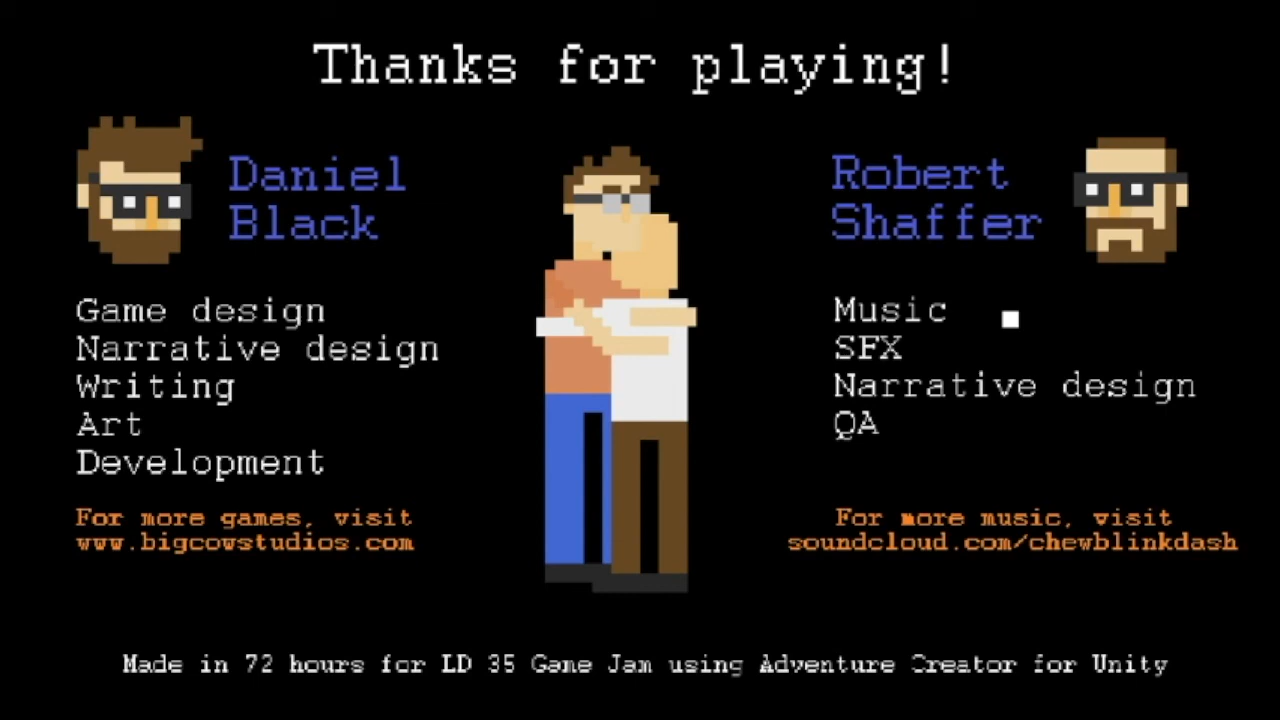 Thanks for playing!
Daniel
Black
Game design
Narrative design
Writing
Art
Development
For more games, visit
www.bigcowstudios.com
Robert
Shaffer
Music
SFX
Narrative design
QA
For more music, visit
soundcloud.com/chewblinkdash
Made in 72 hours for LD 35 Game Jam using Adventure Creator for Unity